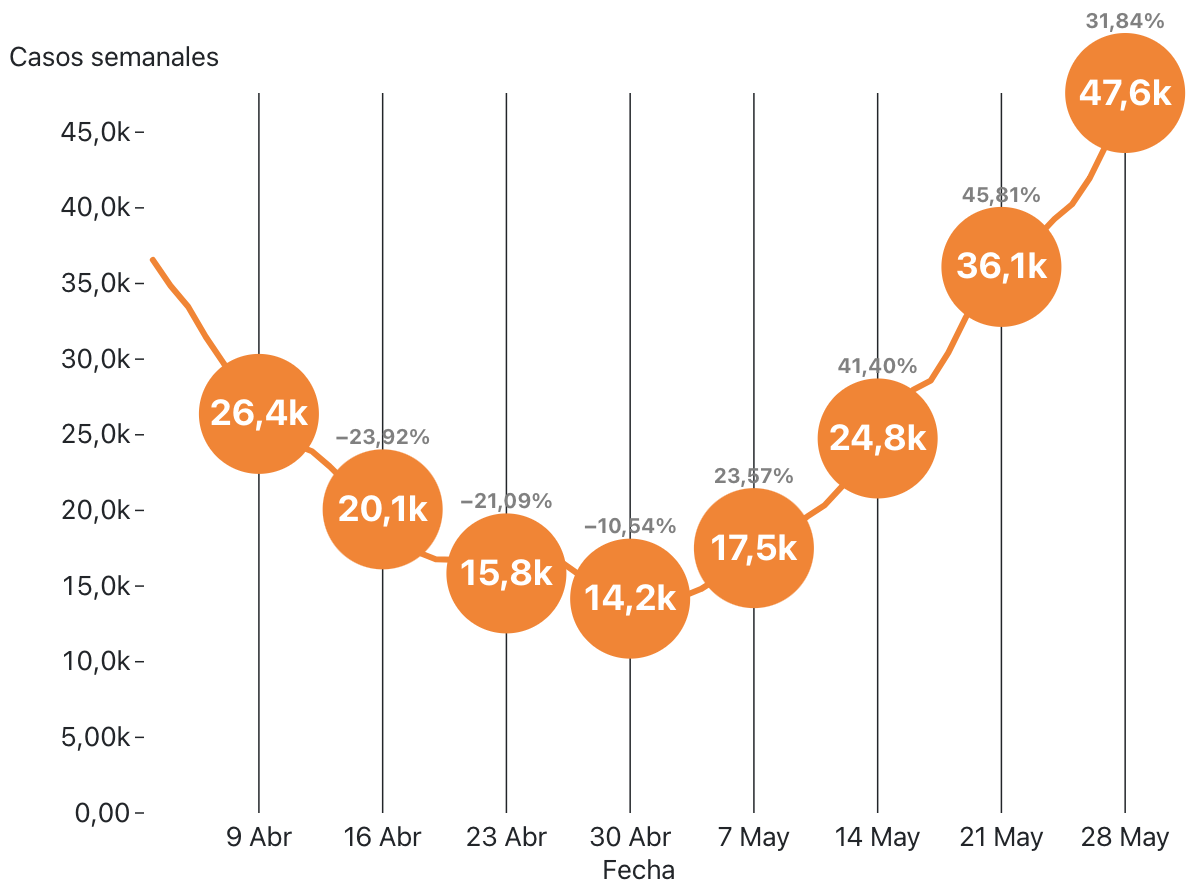 31,84%
Casos semanales
47,6k
45,0k
45,81%
40,0k
36,1k
35,0k
41,40%
30,0k
26,4k
25,0k
–23,92%
24,8k
23,57%
20,1k
20,0k
–21,09%
–10,54%
17,5k
15,8k
15,0k
14,2k
10,0k
5,00k
0,00
9 Abr 16 Abr 23 Abr 30 Abr 7 May 14 May 21 May 28 May
Fecha